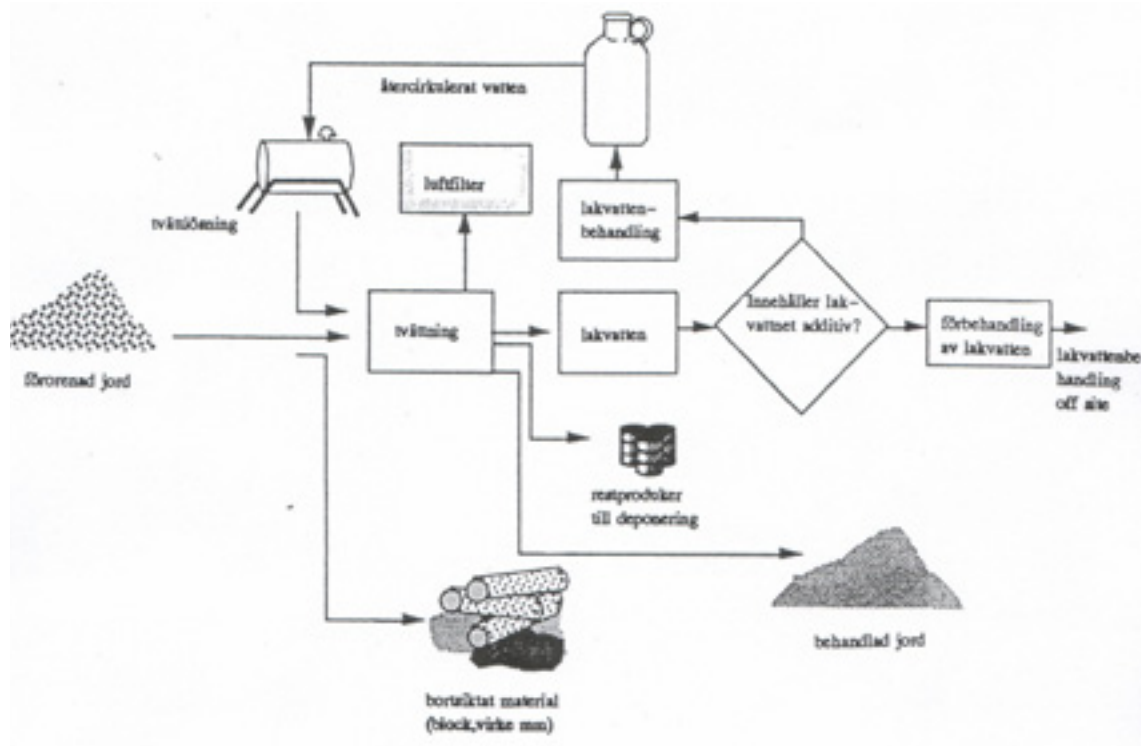 återcirkulerat vatten
luftfilter
lakvatten-
behandling
tvättlösning
Innehåller lak-
vattnet additiv?
tvättning
lakvatten
förbehandling
av lakvatten
lakvattenbe
handling
off site
förorenad jord
restproduker
till deponering
behandlad jord
bortsiktat material
(block,virke mm)